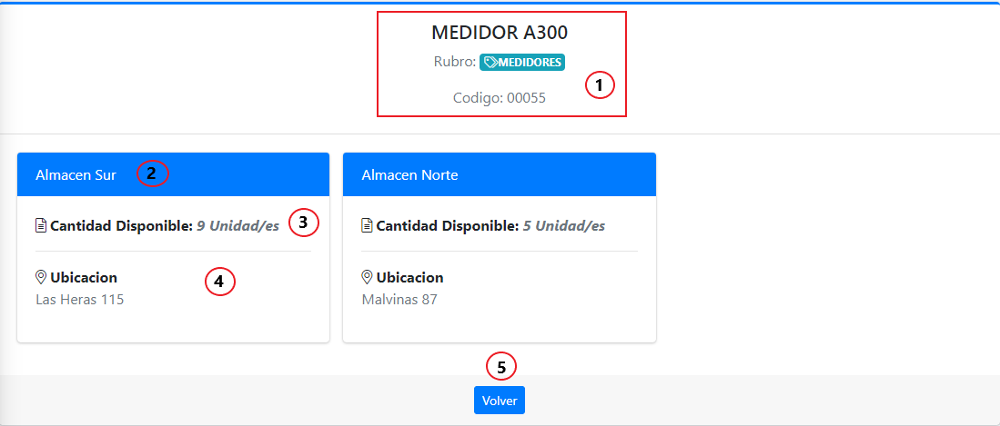 MEDIDOR A300
Rubro: MEDIDORES
1
Codigo: 00055
Almacen Sur 2
Cantidad Disponible: 9 Unidad/es 3
Ubicacion 4
Las Heras 115
Almacen Norte
Cantidad Disponible: 5 Unidad/es
Ubicacion
Malvinas 87
5
Volver